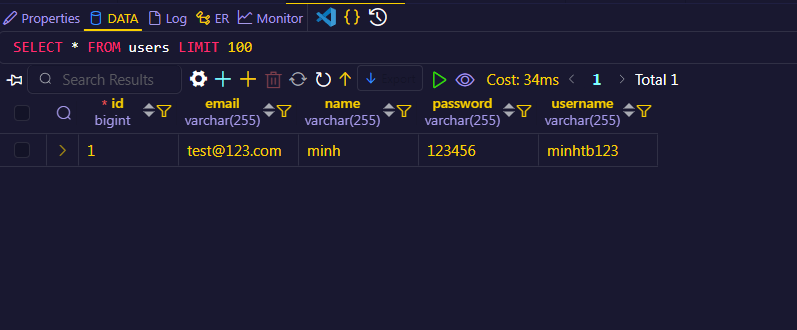 Properties DATA Log ER Monitor {}
SELECT * FROM users LIMIT 100
Search Results Cost: 34ms < 1 > Total 1
* id email name password username
bigint varchar(255) varchar(255) varchar(255) varchar(255)
1 test@123.com minh 123456 minhtb123